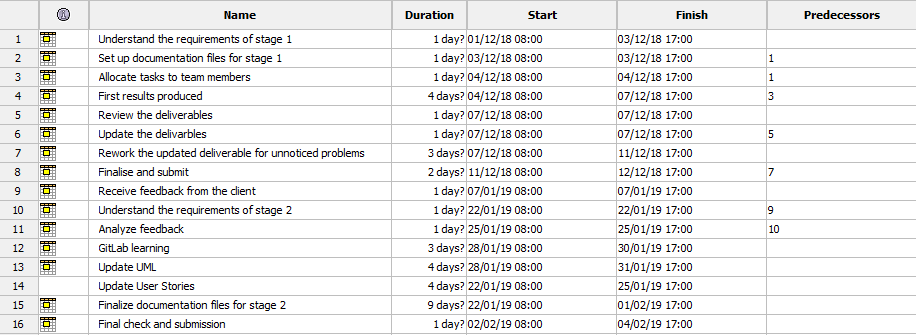 Name Duration Start Finish Predecessors
1 Understand the requirements of stage 1 1 day? 01/12/18 08:00 03/12/18 17:00
2 Set up documentation files for stage 1 1 day? 03/12/18 08:00 03/12/18 17:00 1
3 Allocate tasks to team members 1 day? 04/12/18 08:00 04/12/18 17:00 1
4 First results produced 4 days? 04/12/18 08:00 07/12/18 17:00 3
5 Review the deliverables 1 day? 07/12/18 08:00 07/12/18 17:00
6 Update the delivarbles 1 day? 07/12/18 08:00 07/12/18 17:00 5
7 Rework the updated deliverable for unnoticed problems 3 days? 07/12/18 08:00 11/12/18 17:00
8 Finalise and submit 2 days? 11/12/18 08:00 12/12/18 17:00 7
9 Receive feedback from the client 1 day? 07/01/19 08:00 07/01/19 17:00
10 Understand the requirements of stage 2 1 day? 22/01/19 08:00 22/01/19 17:00 9
11 Analyze feedback 1 day? 25/01/19 08:00 25/01/19 17:00 10
12 GitLab learning 3 days? 28/01/19 08:00 30/01/19 17:00
13 Update UML 4 days? 28/01/19 08:00 31/01/19 17:00
14 Update User Stories 4 days? 22/01/19 08:00 25/01/19 17:00
15 Finalize documentation files for stage 2 9 days? 22/01/19 08:00 01/02/19 17:00
16 Final check and submission 1 day? 02/02/19 08:00 04/02/19 17:00